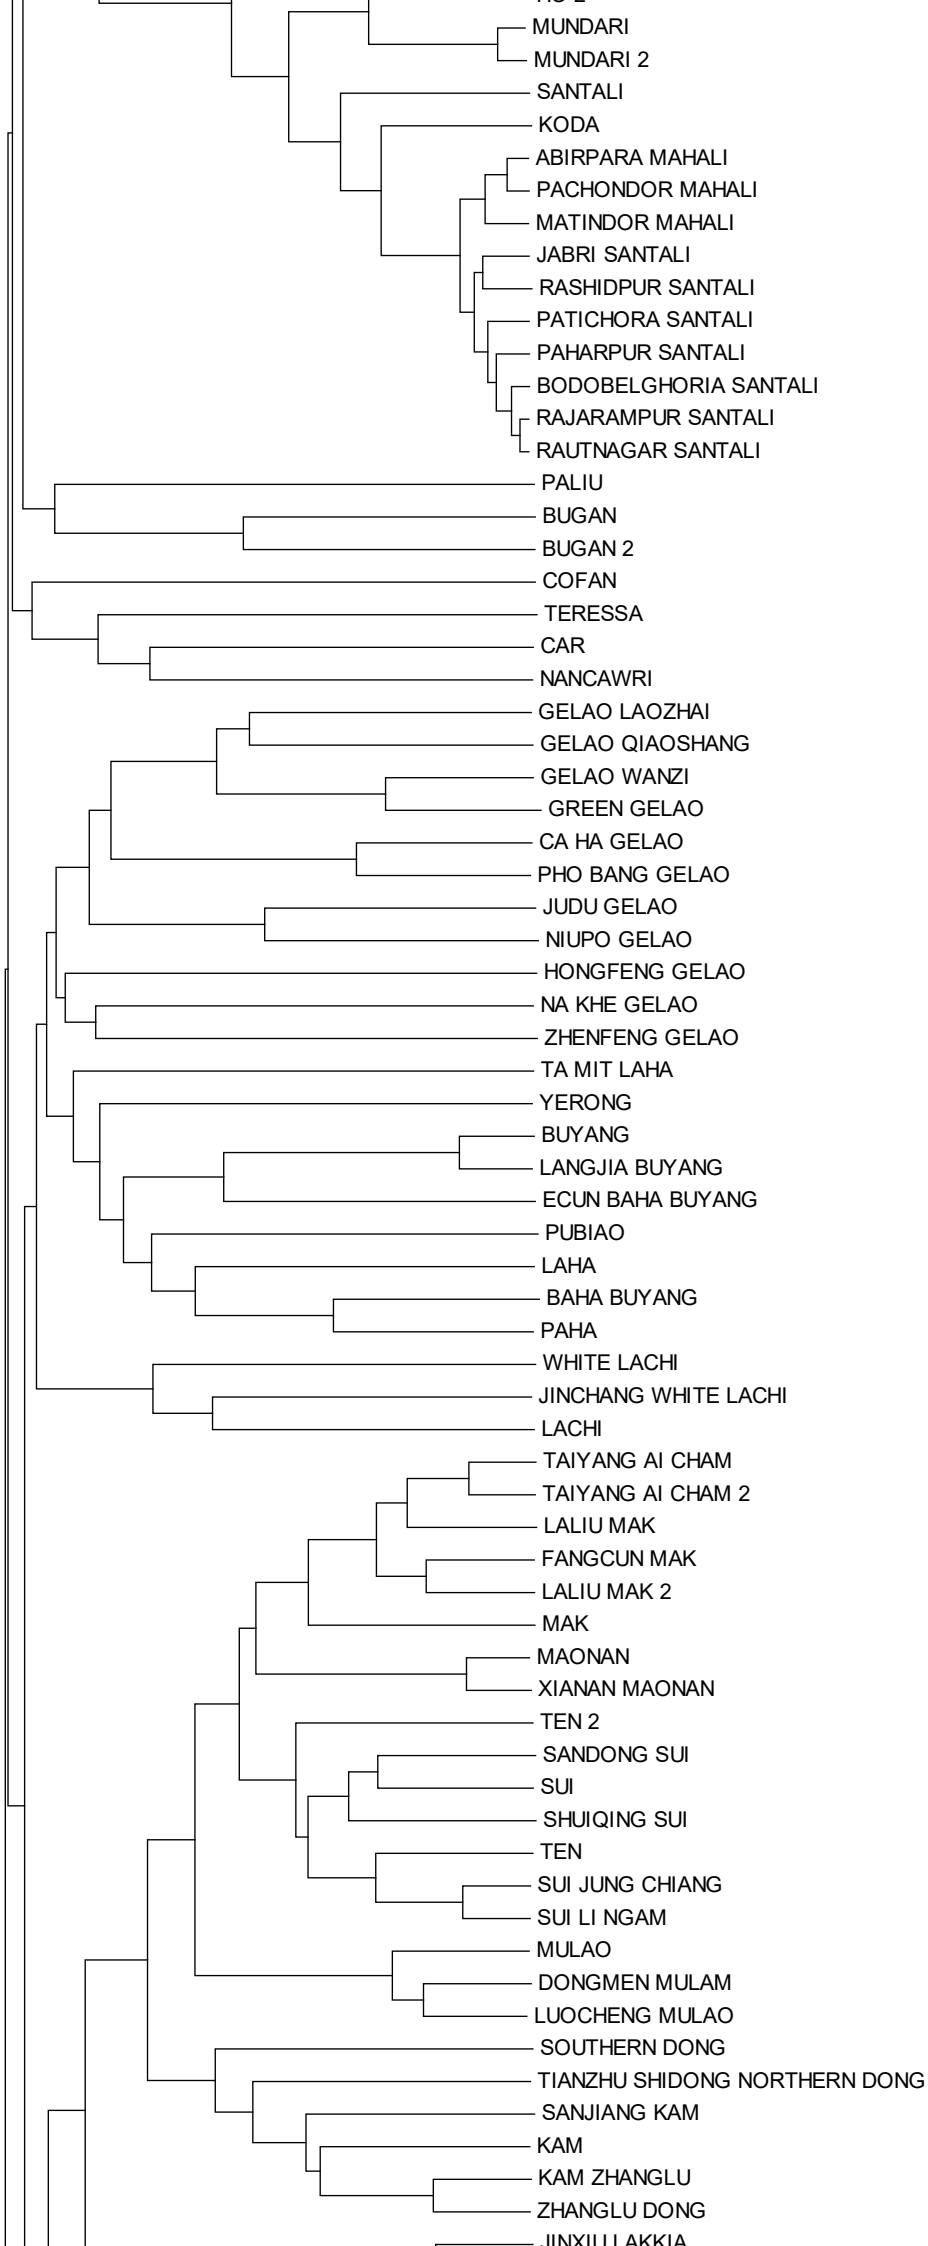 MUNDARI
MUNDARI 2
SANTALI
KODA
ABIRPARA MAHALI
PACHONDOR MAHALI
MATINDOR MAHALI
JABRI SANTALI
RASHIDPUR SANTALI
PATICHORA SANTALI
PAHARPUR SANTALI
BODOBELGHORIA SANTALI
RAJARAMPUR SANTALI
RAUTNAGAR SANTALI
PALIU
BUGAN
BUGAN 2
COFAN
TERESSA
CAR
NANCAWRI
GELAO LAOZHAI
GELAO QIAOSHANG
GELAO WANZI
GREEN GELAO
CA HA GELAO
PHO BANG GELAO
JUDU GELAO
NIUPO GELAO
HONGFENG GELAO
NA KHE GELAO
ZHENFENG GELAO
TA MIT LAHA
YERONG
BUYANG
LANGJIA BUYANG
ECUN BAHA BUYANG
PUBIAO
LAHA
BAHA BUYANG
PAHA
WHITE LACHI
JINCHANG WHITE LACHI
LACHI
TAIYANG AI CHAM
TAIYANG AI CHAM 2
LALIU MAK
FANGCUN MAK
LALIU MAK 2
MAK
MAONAN
XIANAN MAONAN
TEN 2
SANDONG SUI
SUI
SHUIQING SUI
TEN
SUI JUNG CHIANG
SUI LI NGAM
MULAO
DONGMEN MULAM
LUOCHENG MULAO
SOUTHERN DONG
TIANZHU SHIDONG NORTHERN DONG
SANJIANG KAM
KAM
KAM ZHANGLU
ZHANGLU DONG
JINXIU LAKKIA